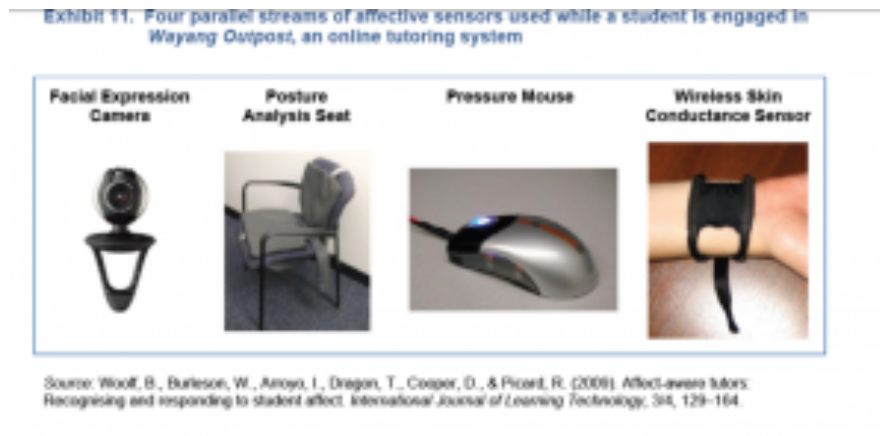 Exhibit 11. Four parallel streams of affective sensors used while a student is engaged in
Wayang Outpost, an online tutoring system
Facial Expression
Camera
Posture
Analysis Seat
Pressure Mouse
Wireless Skin
Conductance Sensor
Source: Woolf, B., Burleson, W., Arroyo, I., Dragon, T., Cooper, D., & Picard, R. (2009). Affect-aware tutors:
Recognising and responding to student affect. International Journal of Learning Technology, 3/4, 129–164.